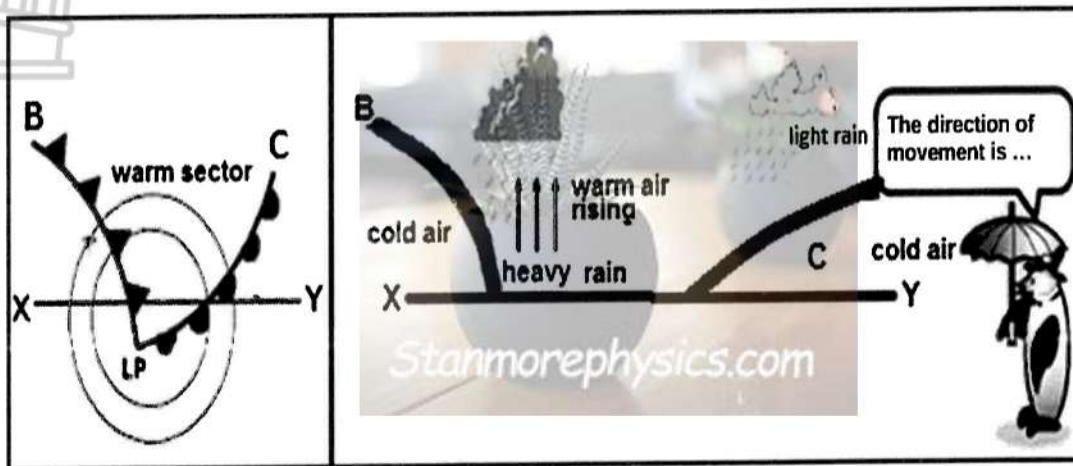 B
C
warm sector
X
Y
LP
B
light rain
The direction of
movement is ...
warm air
rising
cold air
cold air
C
heavy rain
X
Y
Stanmorephysics.com